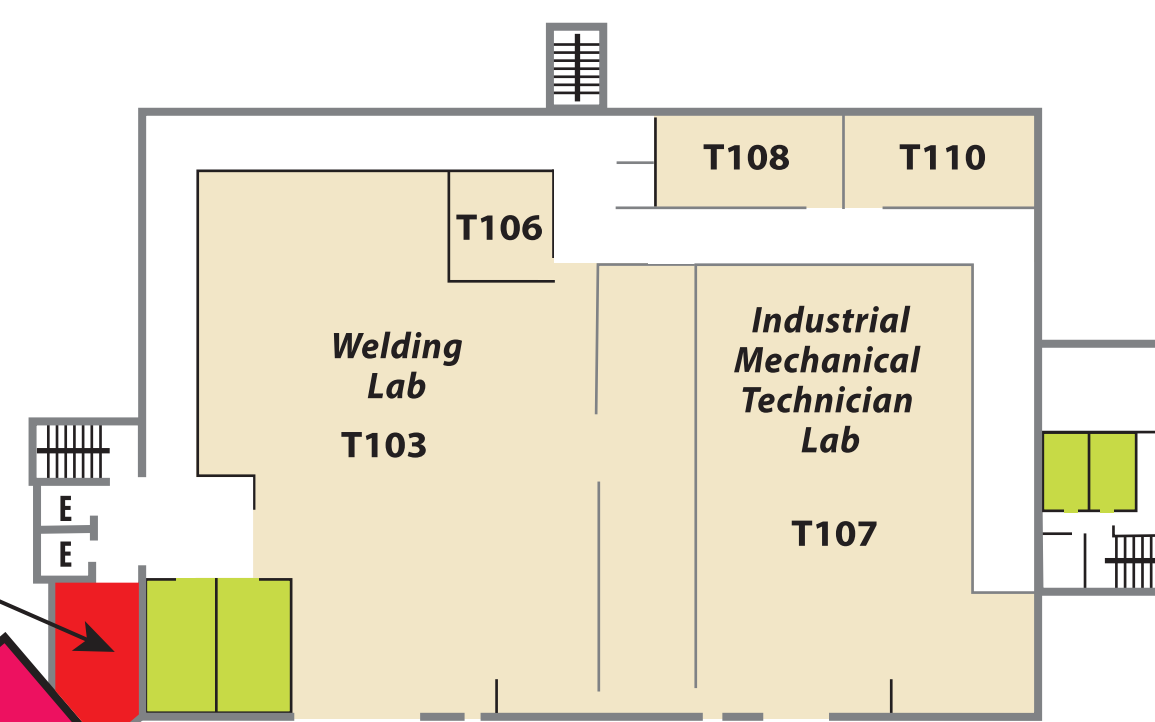 T108
T110
T106
Welding
Lab
T103
Industrial
Mechanical
Technician
Lab
T107
E
E